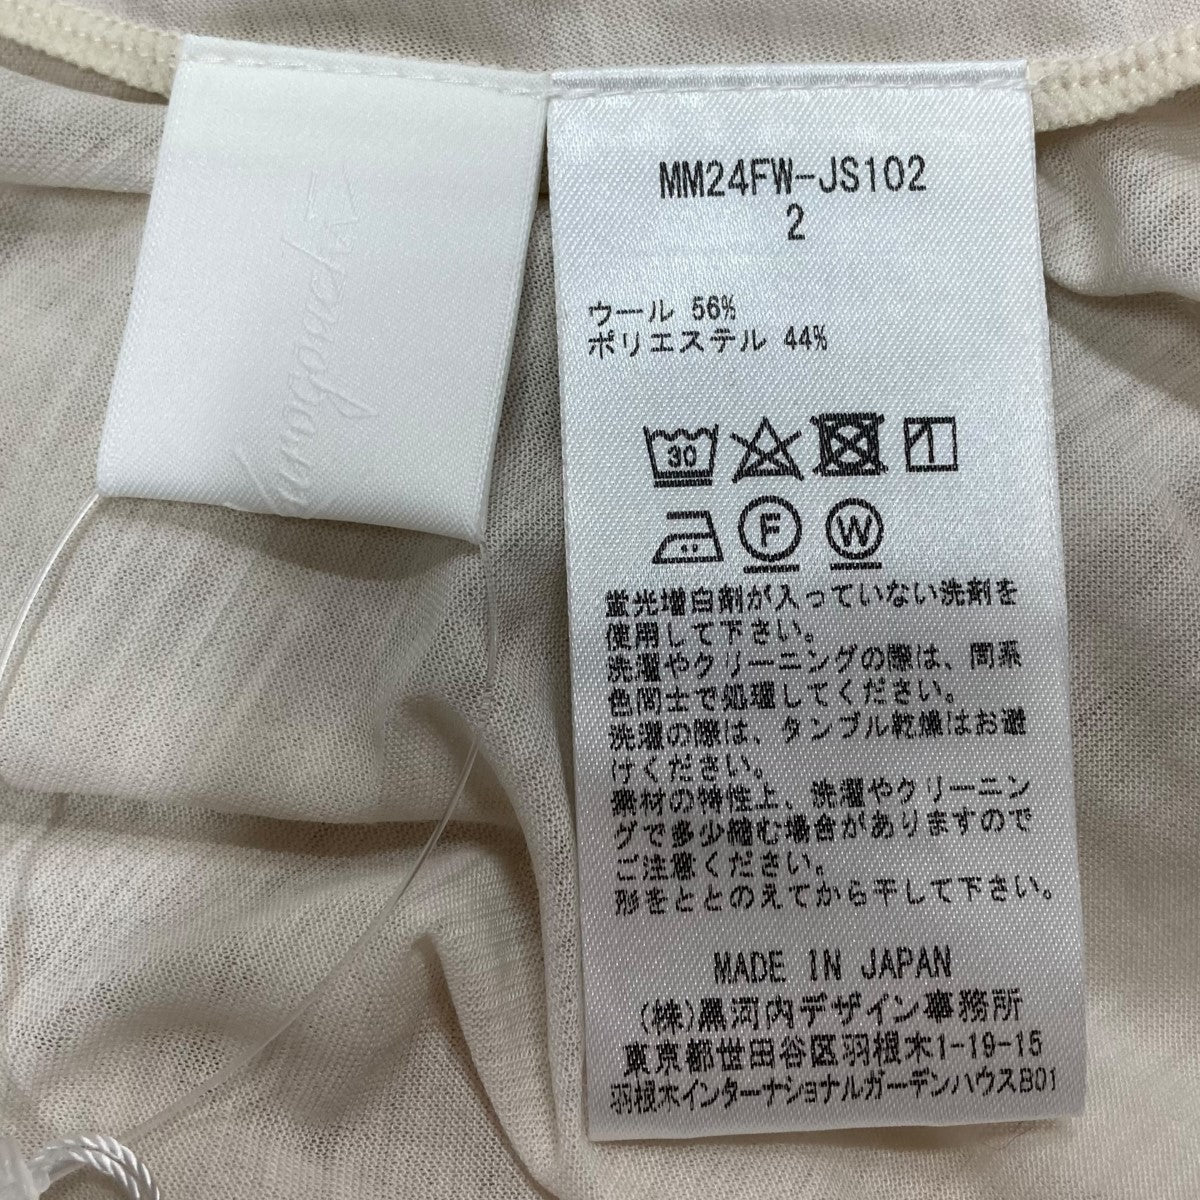 MM24FW-JS102
2
ウール 56%
ポリエステル 44%
30
F
W
蛍光増白剤が入っていない洗剤を
使用して下さい。
洗濯やクリーニングの際は、同系
色同士で処理してください。
洗濯の際は、タンブル乾燥はお避
けください。
素材の特性上、洗濯やクリーニン
グで多少縮む場合がありますので
ご注意ください。
形をととのえてから干して下さい。
MADE IN JAPAN
(株)黒河内デザイン事務所
東京都世田谷区羽根木1-19-15
羽根木インターナショナルガーデンハウスB01